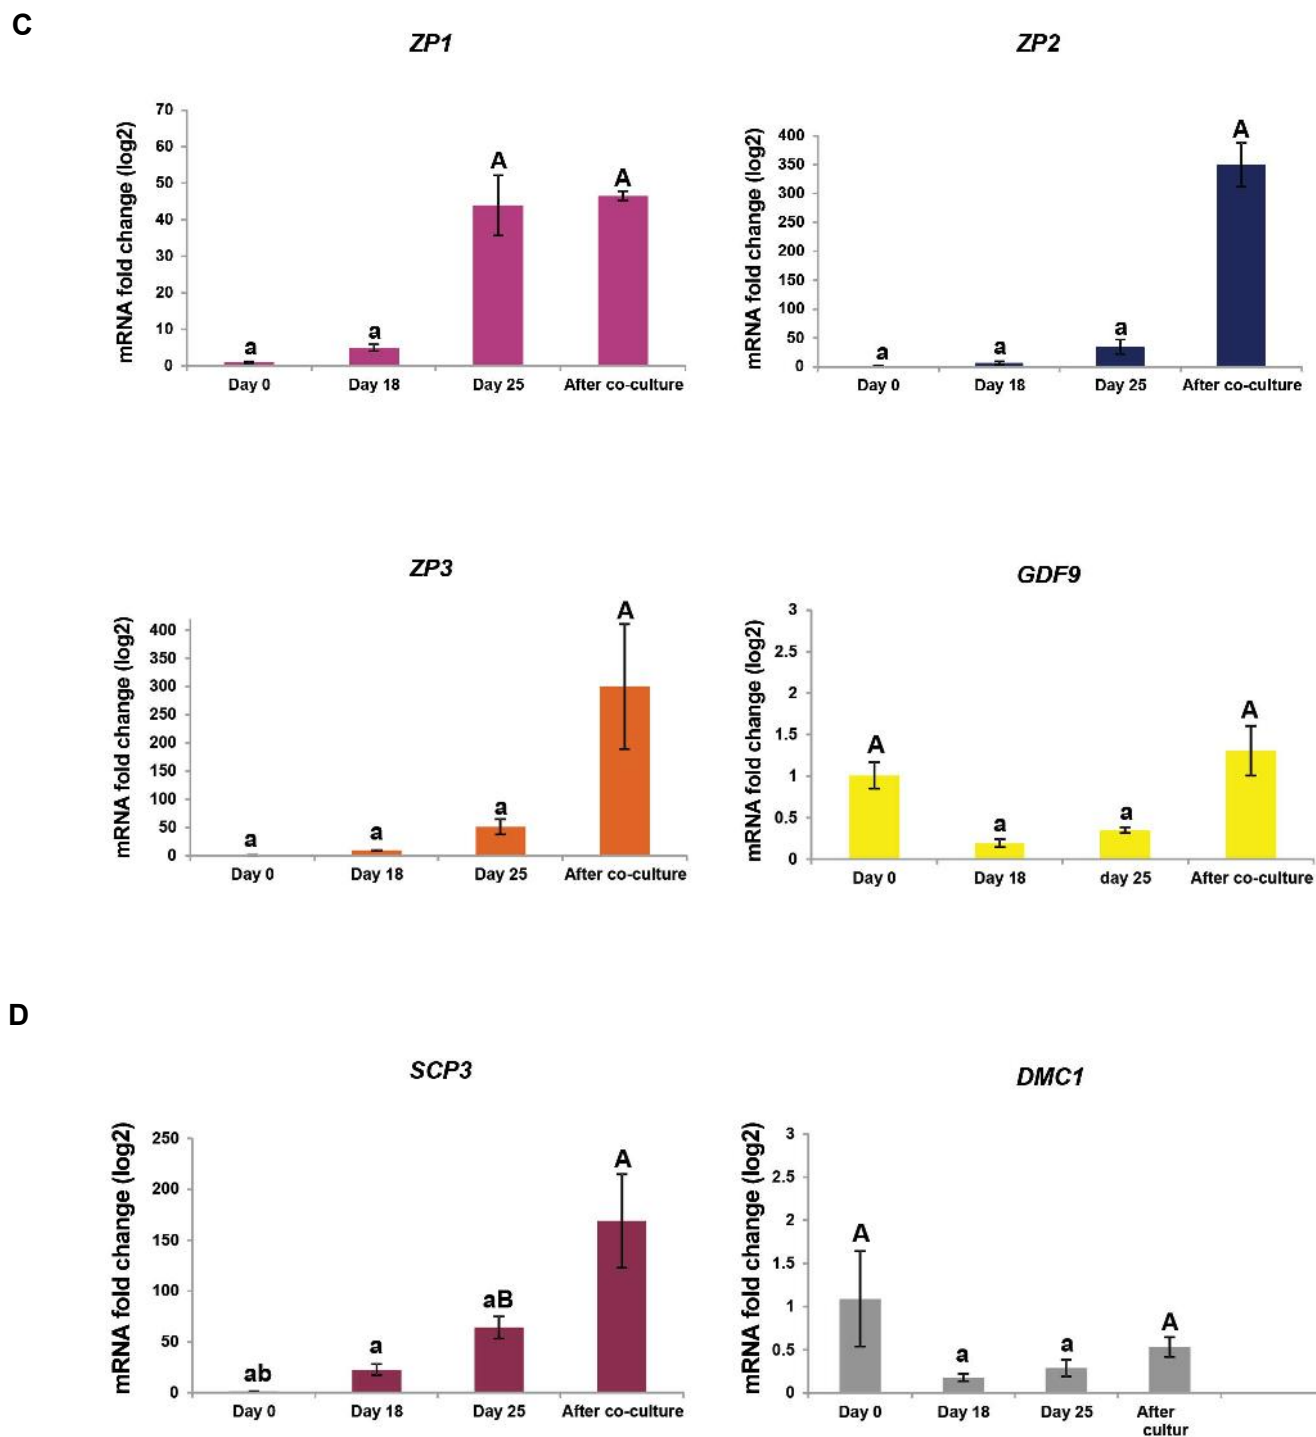 C
ZP1
mRNA fold change (log2)
70
60
50
40
30
20
10
0
a
a
A
A
Day 0 Day 18 Day 25 After co-culture
ZP2
mRNA fold change (log2)
400
350
300
250
200
150
100
50
0
a
a
a
A
Day 0 Day 18 Day 25 After co-culture
ZP3
mRNA fold change (log2)
400
350
300
250
200
150
100
50
0
a
a
a
A
Day 0 Day 18 Day 25 After co-culture
GDF9
mRNA fold change (log2)
3
2.5
2
1.5
1
0.5
0
A
a
a
A
Day 0 Day 18 day 25 After co-culture
D
SCP3
mRNA fold change (log2)
250
200
150
100
50
0
ab
a
aB
A
Day 0 Day 18 Day 25 After co-culture
DMC1
mRNA fold change (log2)
3
2.5
2
1.5
1
0.5
0
A
a
a
A
Day 0 Day 18 Day 25 After
cultur